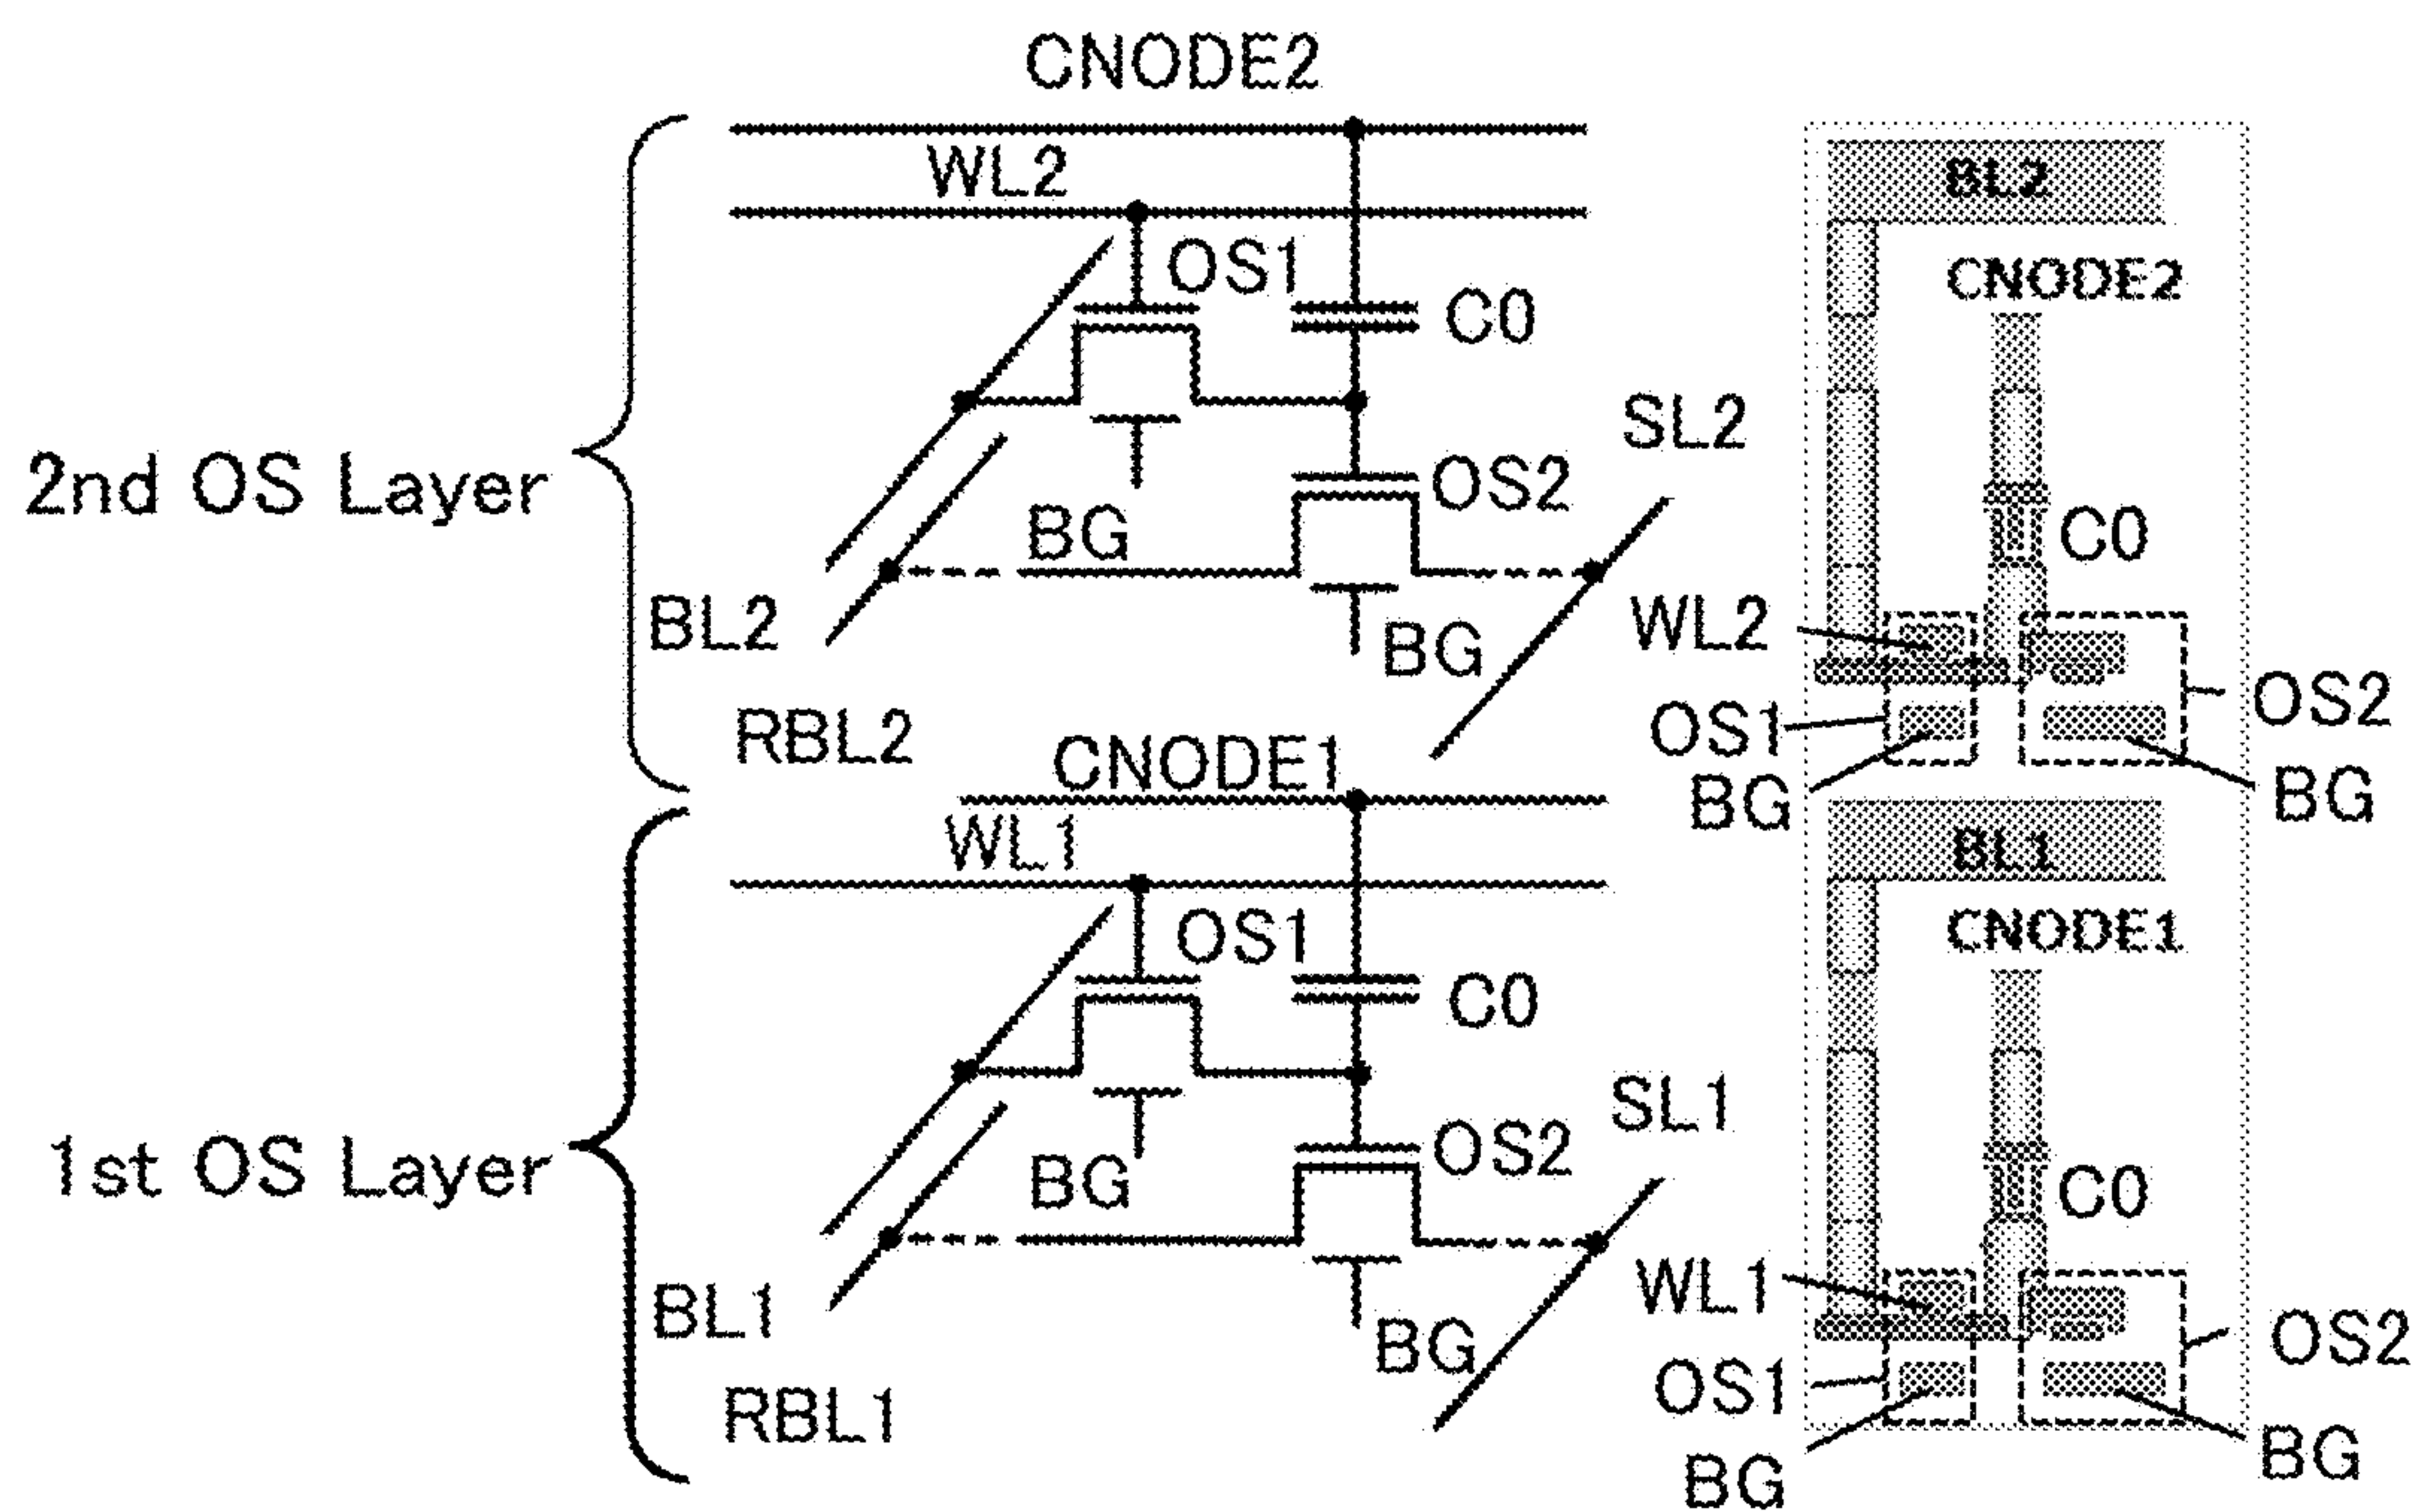 CNODE2
WL2
BL2
OS1
CNODE2
C0
SL2
2nd OS Layer
OS2
BG
C0
BL2
WL2
BG
RBL2
OS1
OS2
CNODE1
BG
BG
WL1
BL1
OS1
CNODE1
C0
SL1
1st OS Layer
OS2
BG
C0
BL1
WL1
BG
OS1
OS2
RBL1
BG
BG